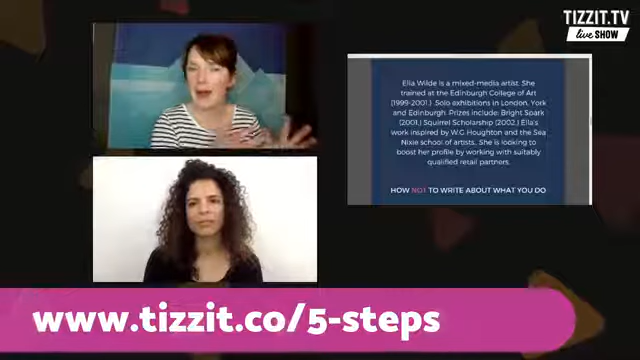 TIZZIT.TV
live SHOW
Ella Wilde is a mixed-media artist. She
trained at the Edinburgh College of Art
(1999-2001.) Solo exhibitions in London, York
and Edinburgh. Prizes include: Bright Spark
(2001,) Squirrel Scholarship (2002.) Ella's
work inspired by W.G Houghton and the Sea
Nixie school of artists. She is looking to
boost her profile by working with suitably
qualified retail partners.
HOW NOT TO WRITE ABOUT WHAT YOU DO
www.tizzit.co/5-steps